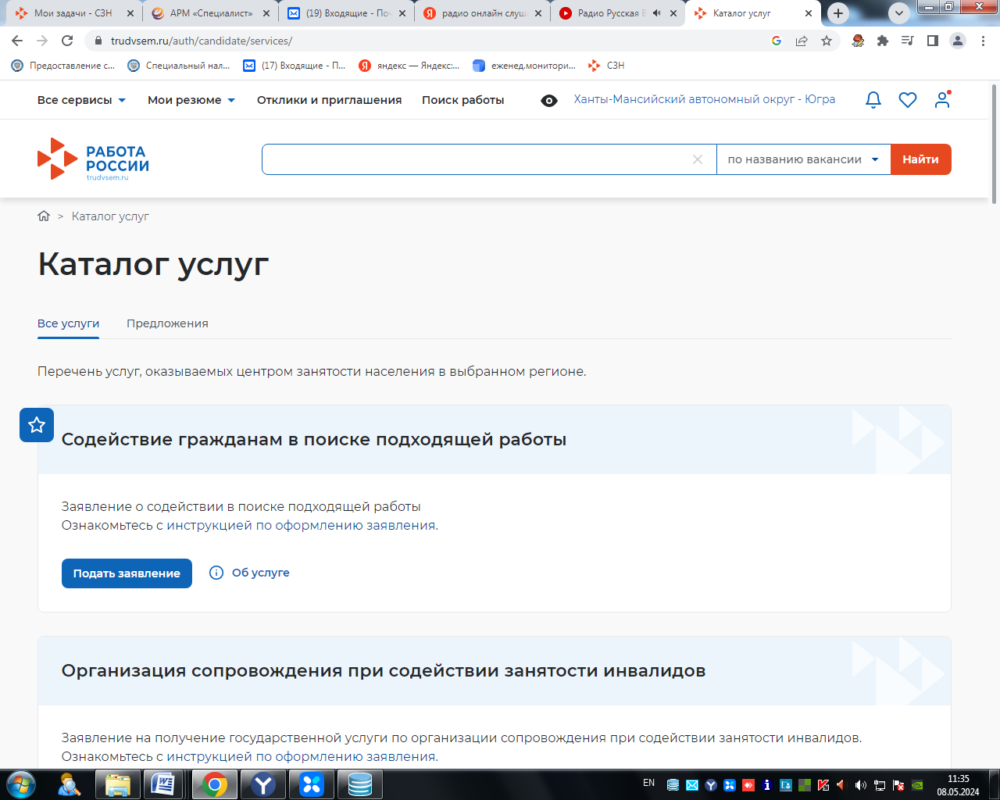 Мои задачи - СЗН
АРМ «Специалист»
(19) Входящие - Поч
радио онлайн слуш
Радио Русская В
Каталог услуг
trudvsem.ru/auth/candidate/services/
Предоставление с...
Специальный нал...
(17) Входящие - П...
яндекс — Яндекс:...
еженед.монитори...
СЗН
Все сервисы
Мои резюме
Отклики и приглашения
Поиск работы
Ханты-Мансийский автономный округ - Югра
РАБОТА
РОССИИ
trudvsem.ru
по названию вакансии
Найти
> Каталог услуг
Каталог услуг
Все услуги
Предложения
Перечень услуг, оказываемых центром занятости населения в выбранном регионе.
Содействие гражданам в поиске подходящей работы
Заявление о содействии в поиске подходящей работы
Ознакомьтесь с инструкцией по оформлению заявления.
Подать заявление
Об услуге
Организация сопровождения при содействии занятости инвалидов
Заявление на получение государственной услуги по организации сопровождения при содействии занятости инвалидов.
Ознакомьтесь с инструкцией по оформлению заявления.
EN
11:35
08.05.2024